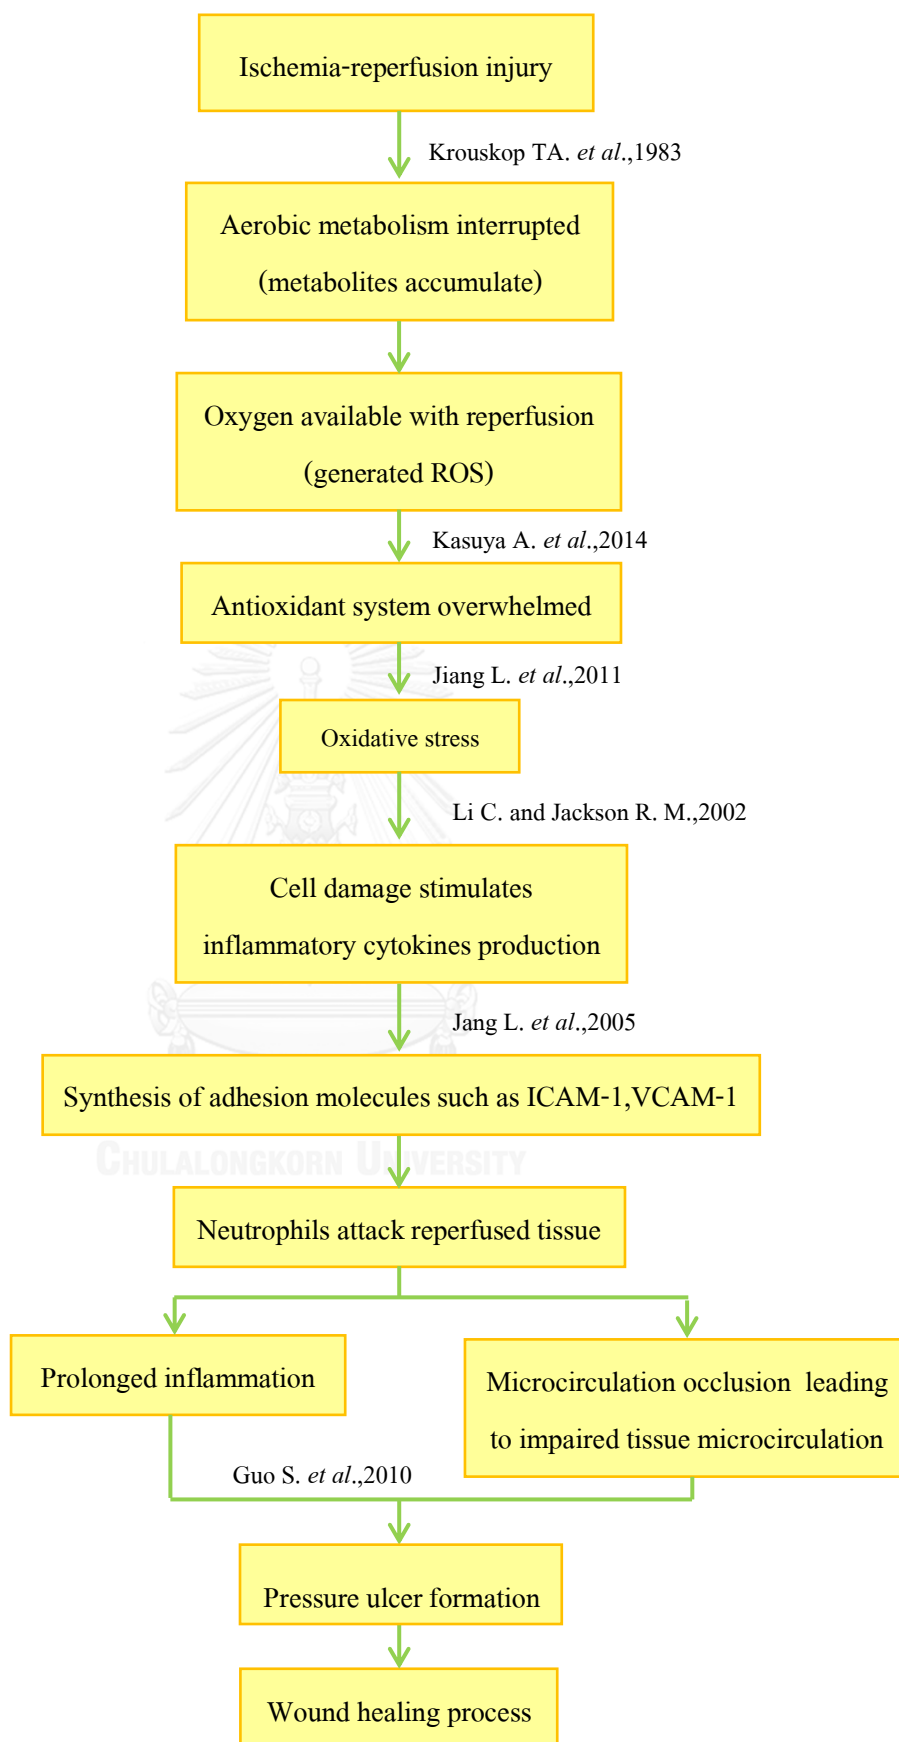 Ischemia-reperfusion injury
Krouskop TA. et al.,1983
Aerobic metabolism interrupted
(metabolites accumulate)
Oxygen available with reperfusion
(generated ROS)
Kasuya A. et al.,2014
Antioxidant system overwhelmed
Jiang L. et al.,2011
Oxidative stress
Li C. and Jackson R. M.,2002
Cell damage stimulates
inflammatory cytokines production
Jang L. et al.,2005
Synthesis of adhesion molecules such as ICAM-1,VCAM-1
CHULALONGKORN UNIVERSITY
Neutrophils attack reperfused tissue
Prolonged inflammation
Microcirculation occlusion leading
to impaired tissue microcirculation
Guo S. et al.,2010
Pressure ulcer formation
Wound healing process